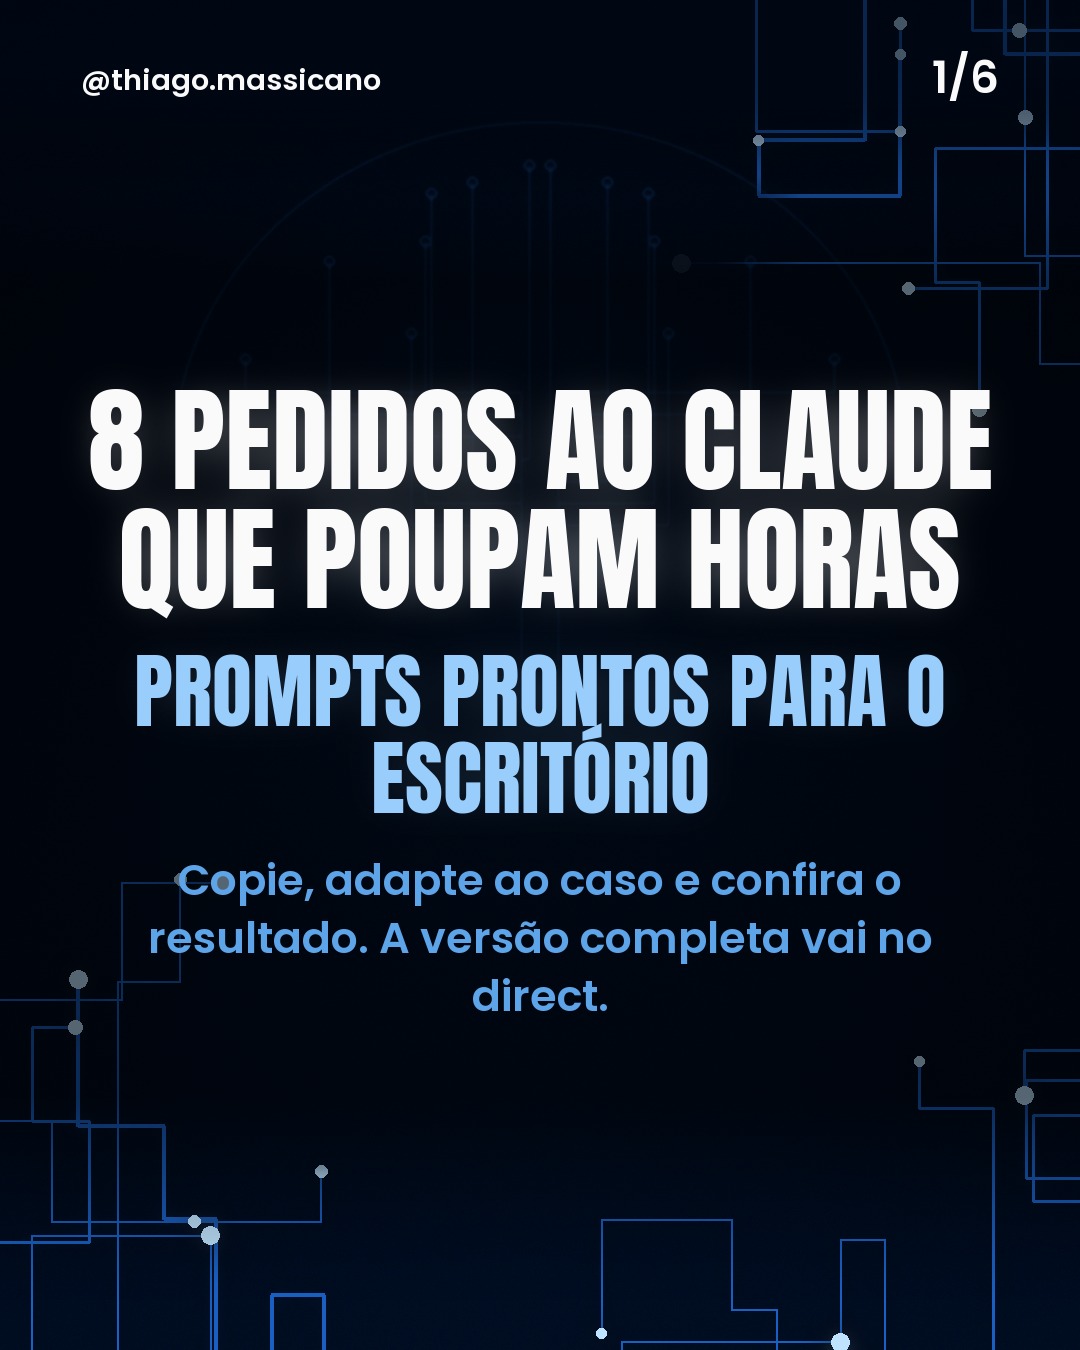 @thiago.massicano
1/6
8 PEDIDOS AO CLAUDE
QUE POUPAM HORAS
PROMPTS PRONTOS PARA O
ESCRITÓRIO
Copie, adapte ao caso e confira o
resultado. A versão completa vai no
direct.